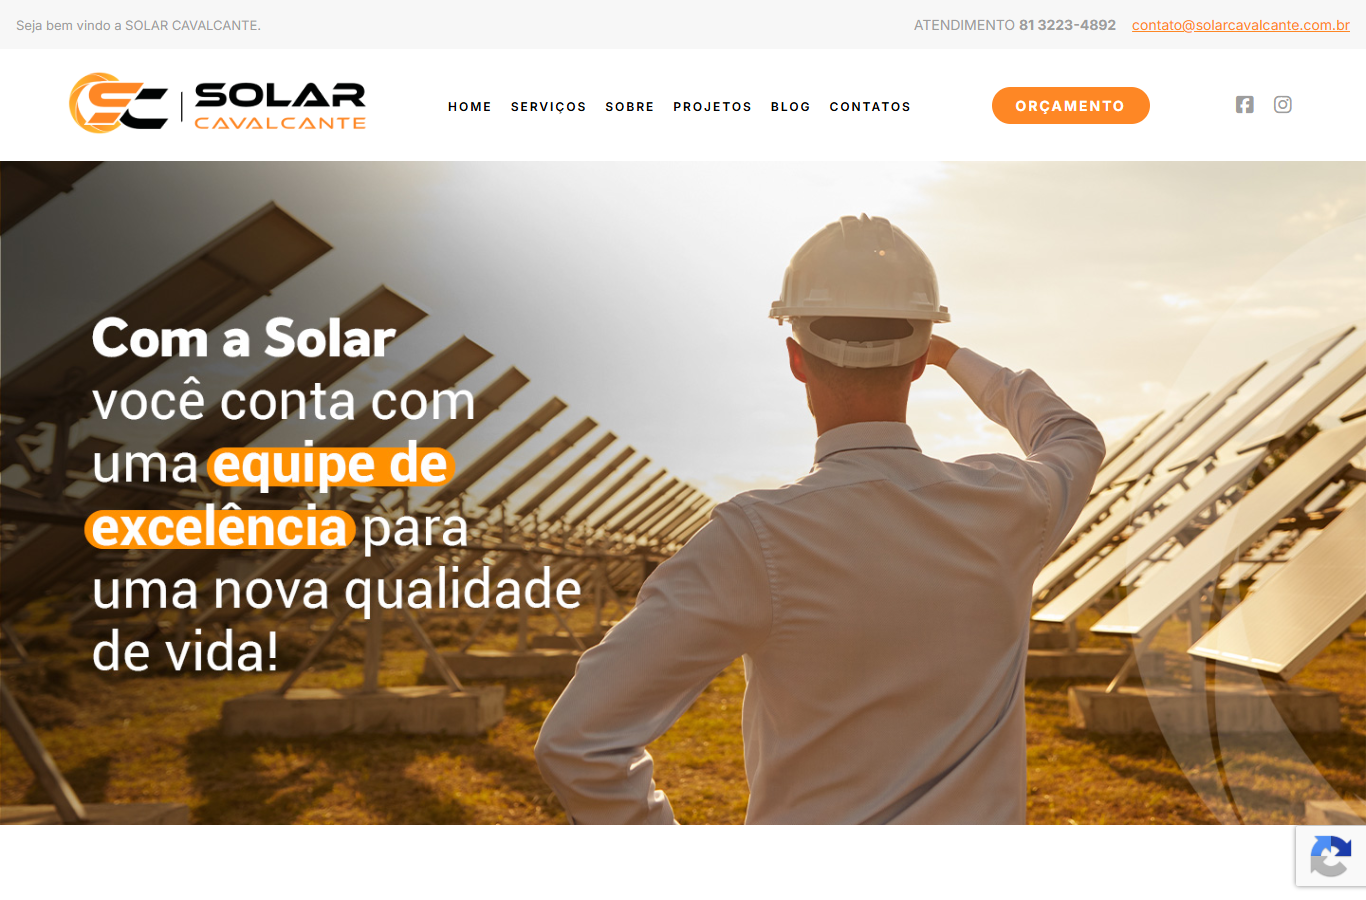 Seja bem vindo a SOLAR CAVALCANTE.
ATENDIMENTO 81 3223-4892 contato@solarcavalcante.com.br
SC | SOLAR
CAVALCANTE
HOME SERVIÇOS SOBRE PROJETOS BLOG CONTATOS
ORÇAMENTO
Com a Solar
você conta com
uma equipe de
excelência para
uma nova qualidade
de vida!